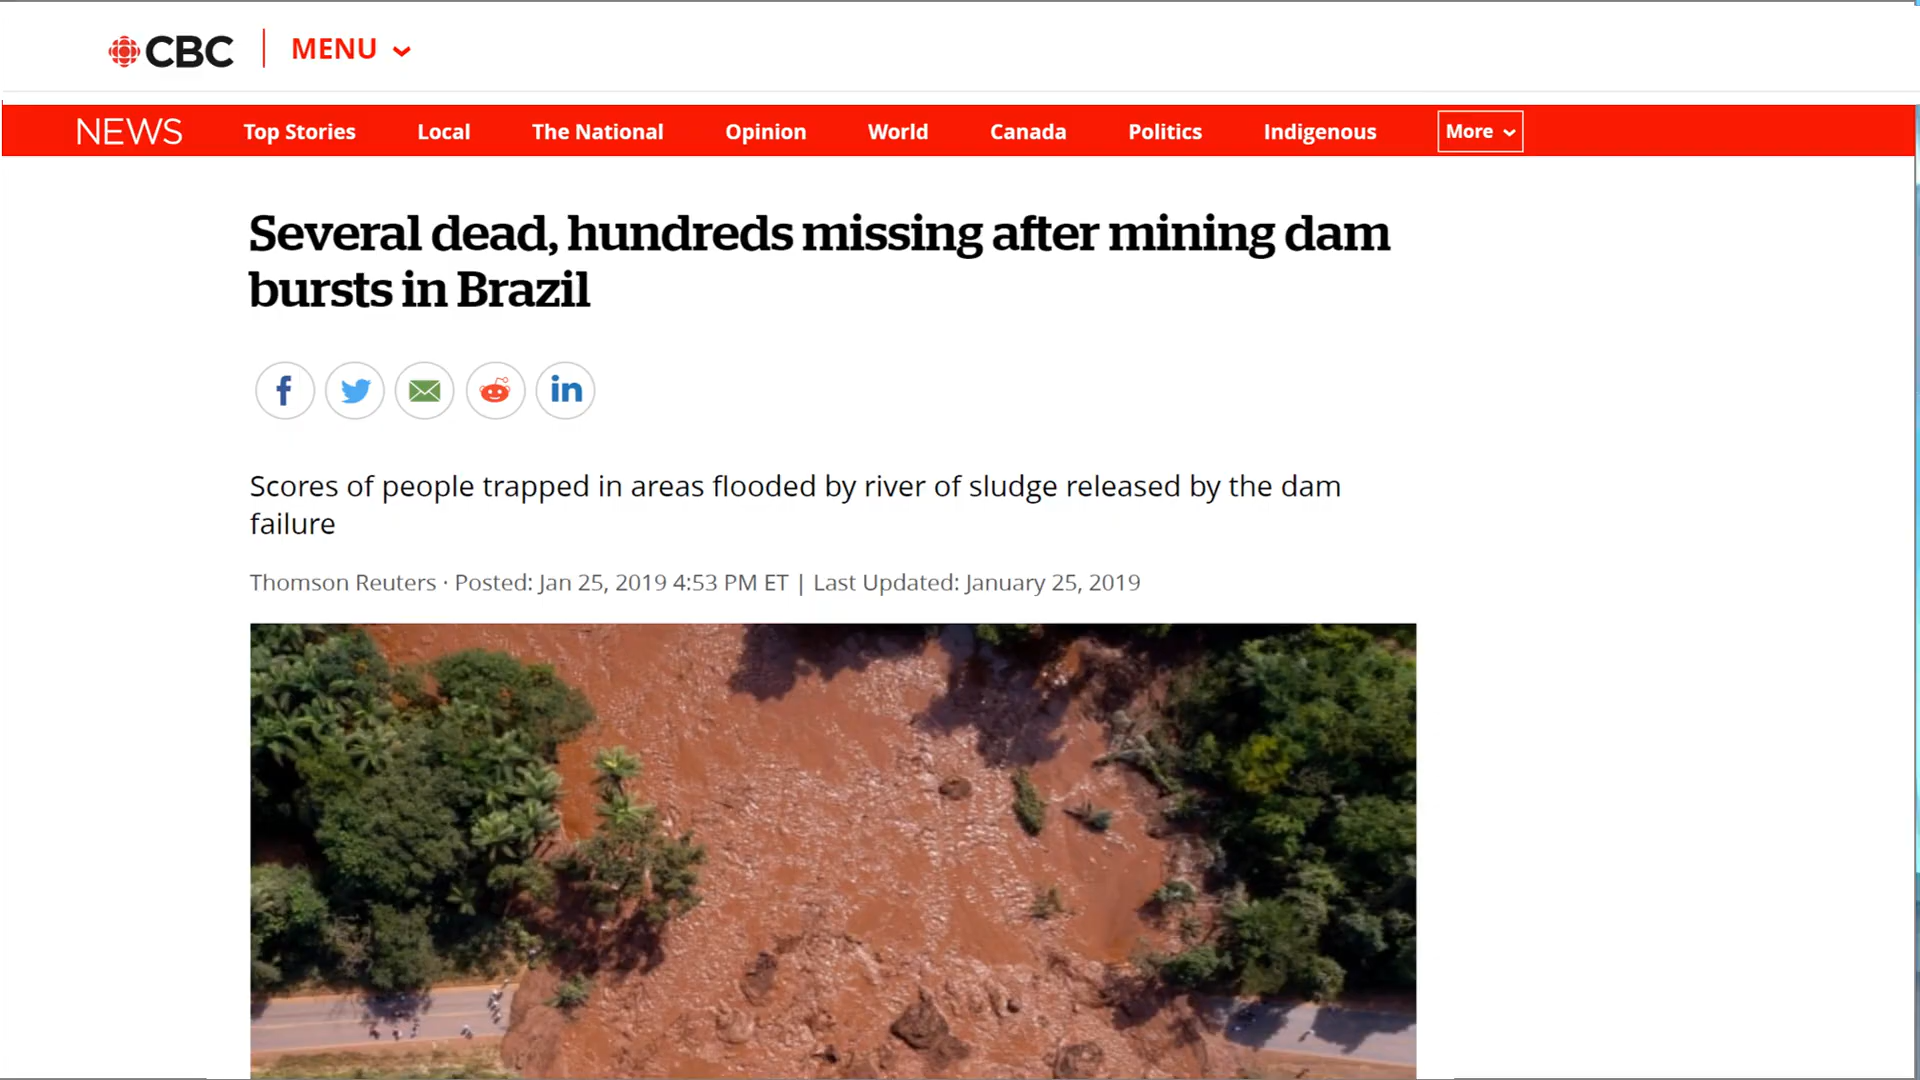 CBC | MENU
NEWS Top Stories Local The National Opinion World Canada Politics Indigenous More
Several dead, hundreds missing after mining dam
bursts in Brazil
f in
Scores of people trapped in areas flooded by river of sludge released by the dam
failure
Thomson Reuters · Posted: Jan 25, 2019 4:53 PM ET | Last Updated: January 25, 2019